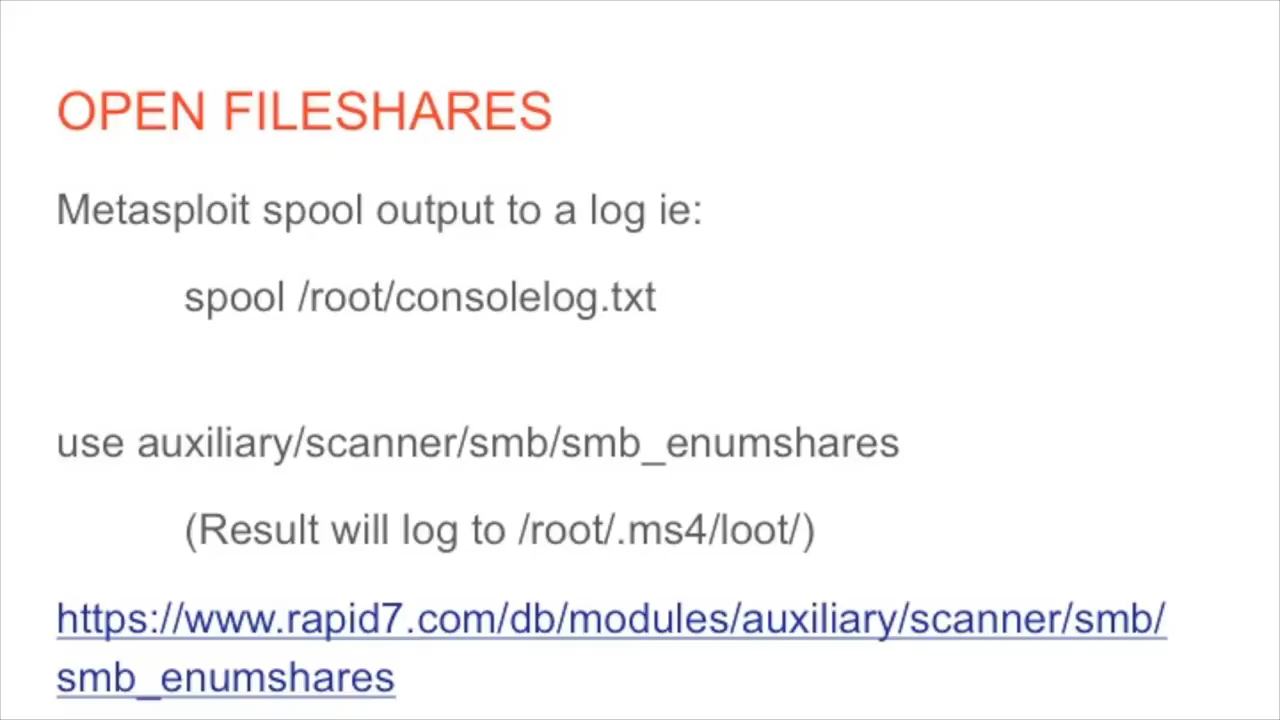 OPEN FILESHARES
Metasploit spool output to a log ie:
spool /root/consolelog.txt
use auxiliary/scanner/smb/smb_enumshares
(Result will log to /root/.ms4/loot/)
https://www.rapid7.com/db/modules/auxiliary/scanner/smb/
smb_enumshares